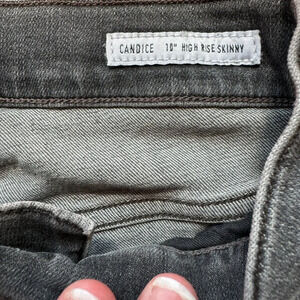 CANDICE 10" HIGH RISE SKINNY